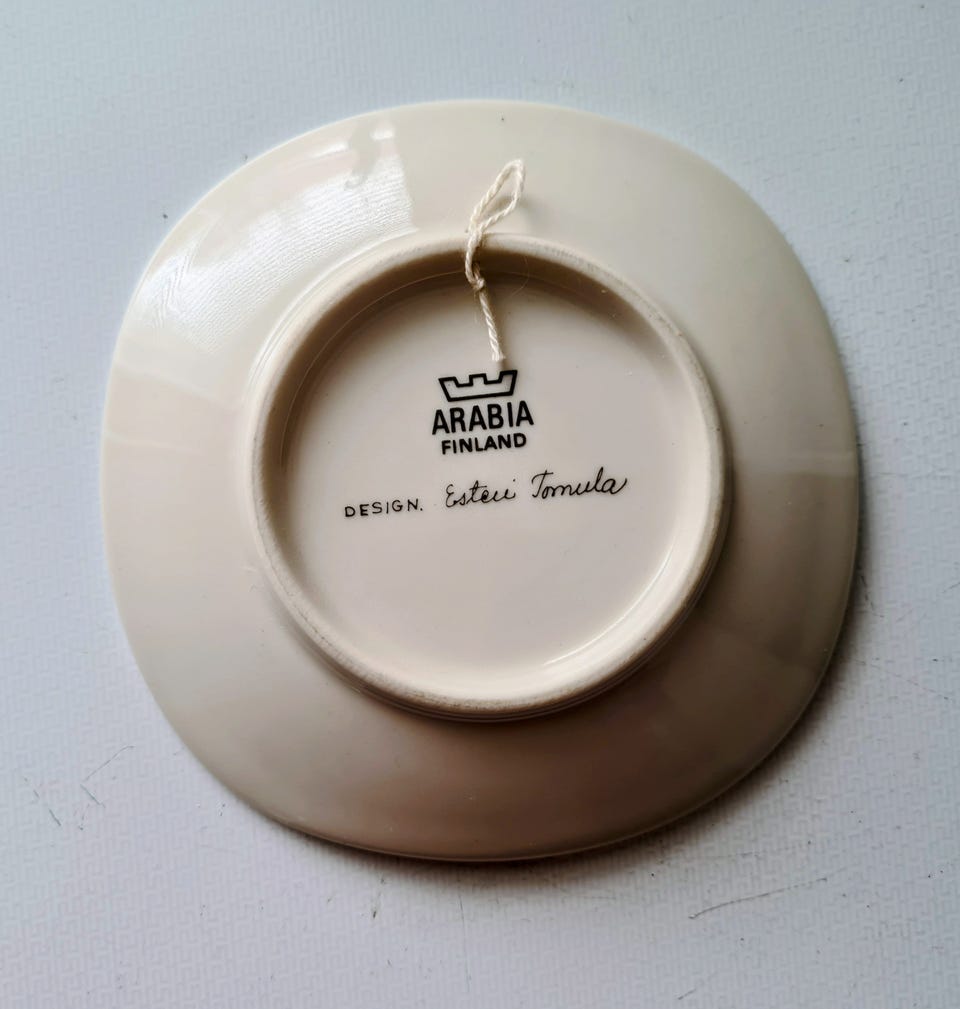 ARABIA
FINLAND
DESIGN. Esteri Tomula